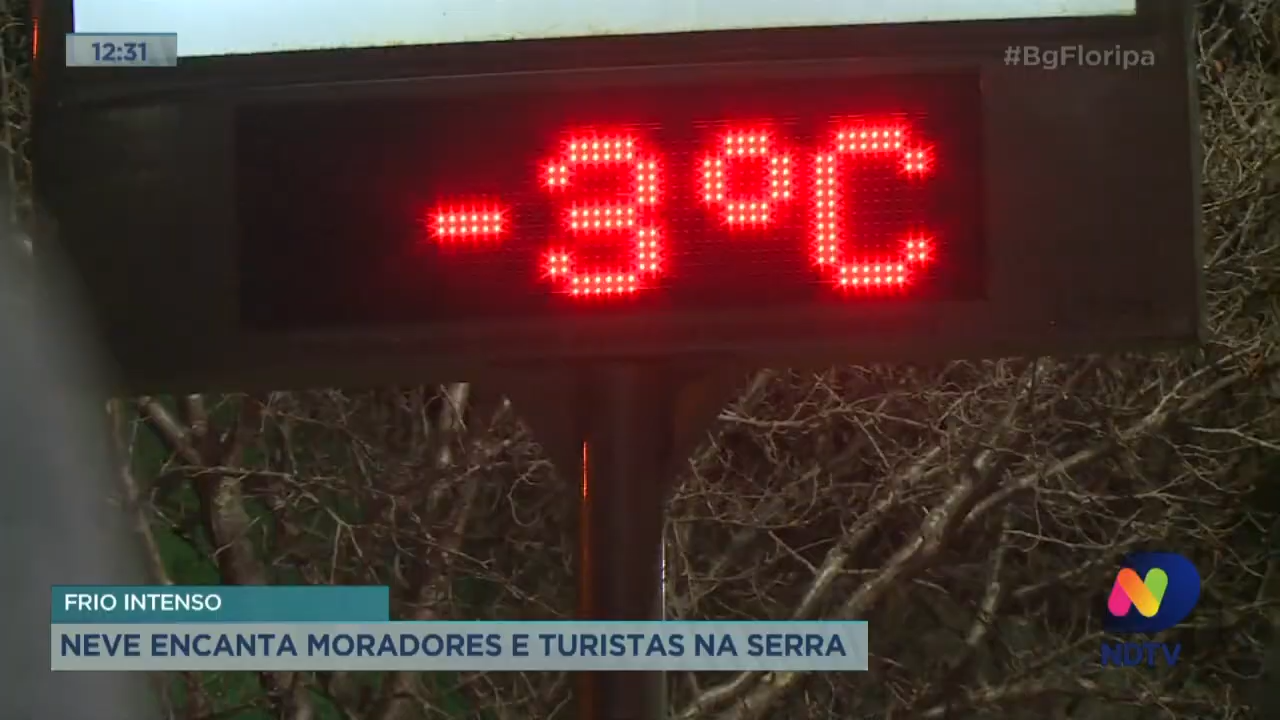 12:31
#BgFloripa
-3°C
FRIO INTENSO
NEVE ENCANTA MORADORES E TURISTAS NA SERRA
NDTV